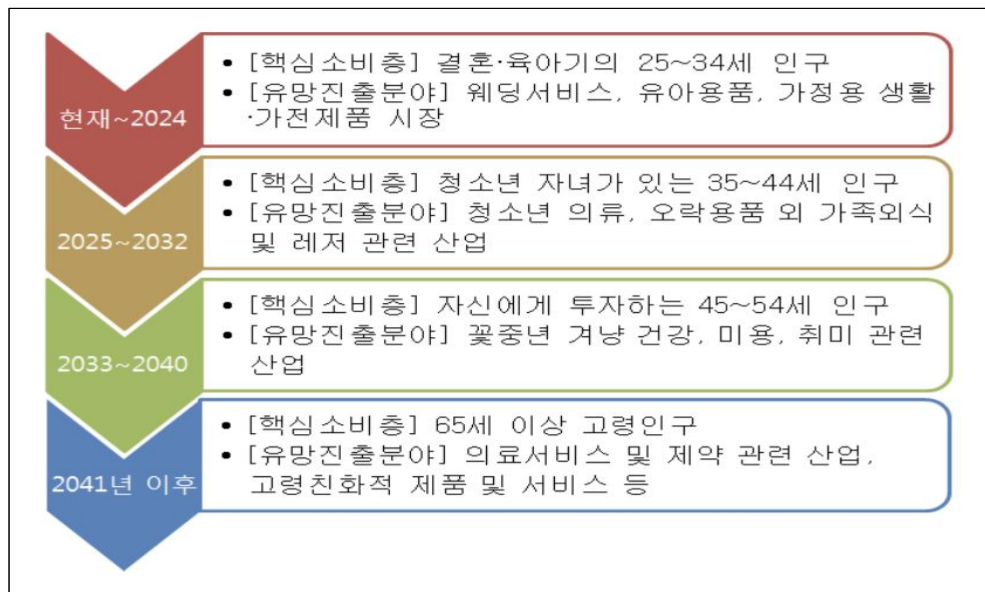 현재~2024
• [핵심소비층] 결혼·육아기의 25~34세 인구
• [유망진출분야] 웨딩서비스, 유아용품, 가정용 생활
·가전제품 시장
2025~2032
• [핵심소비층] 청소년 자녀가 있는 35~44세 인구
• [유망진출분야] 청소년 의류, 오락용품 외 가족외식
및 레저 관련 산업
2033~2040
• [핵심소비층] 자신에게 투자하는 45~54세 인구
• [유망진출분야] 꽃중년 겨냥 건강, 미용, 취미 관련
산업
2041년 이후
• [핵심소비층] 65세 이상 고령인구
• [유망진출분야] 의료서비스 및 제약 관련 산업,
고령친화적 제품 및 서비스 등